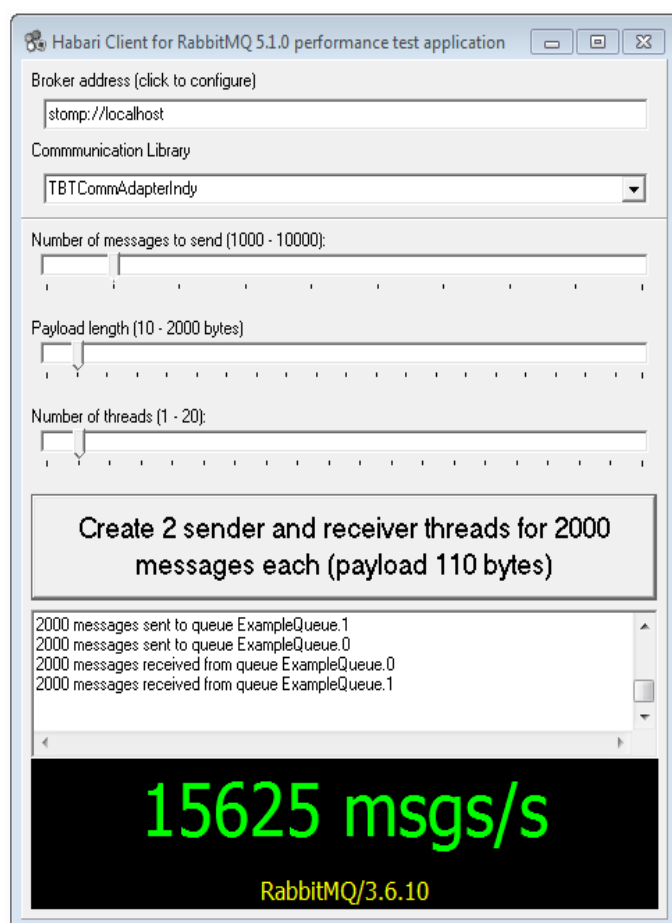 Habari Client for RabbitMQ 5.1.0 performance test application
Broker address (click to configure)
stomp://localhost
Commmunication Library
TBTCommAdapterIndy
Number of messages to send (1000 - 10000):
Payload length (10 - 2000 bytes)
Number of threads (1 - 20):
Create 2 sender and receiver threads for 2000
messages each (payload 110 bytes)
2000 messages sent to queue ExampleQueue.1
2000 messages sent to queue ExampleQueue.0
2000 messages received from queue ExampleQueue.0
2000 messages received from queue ExampleQueue.1
15625 msgs/s
RabbitMQ/3.6.10